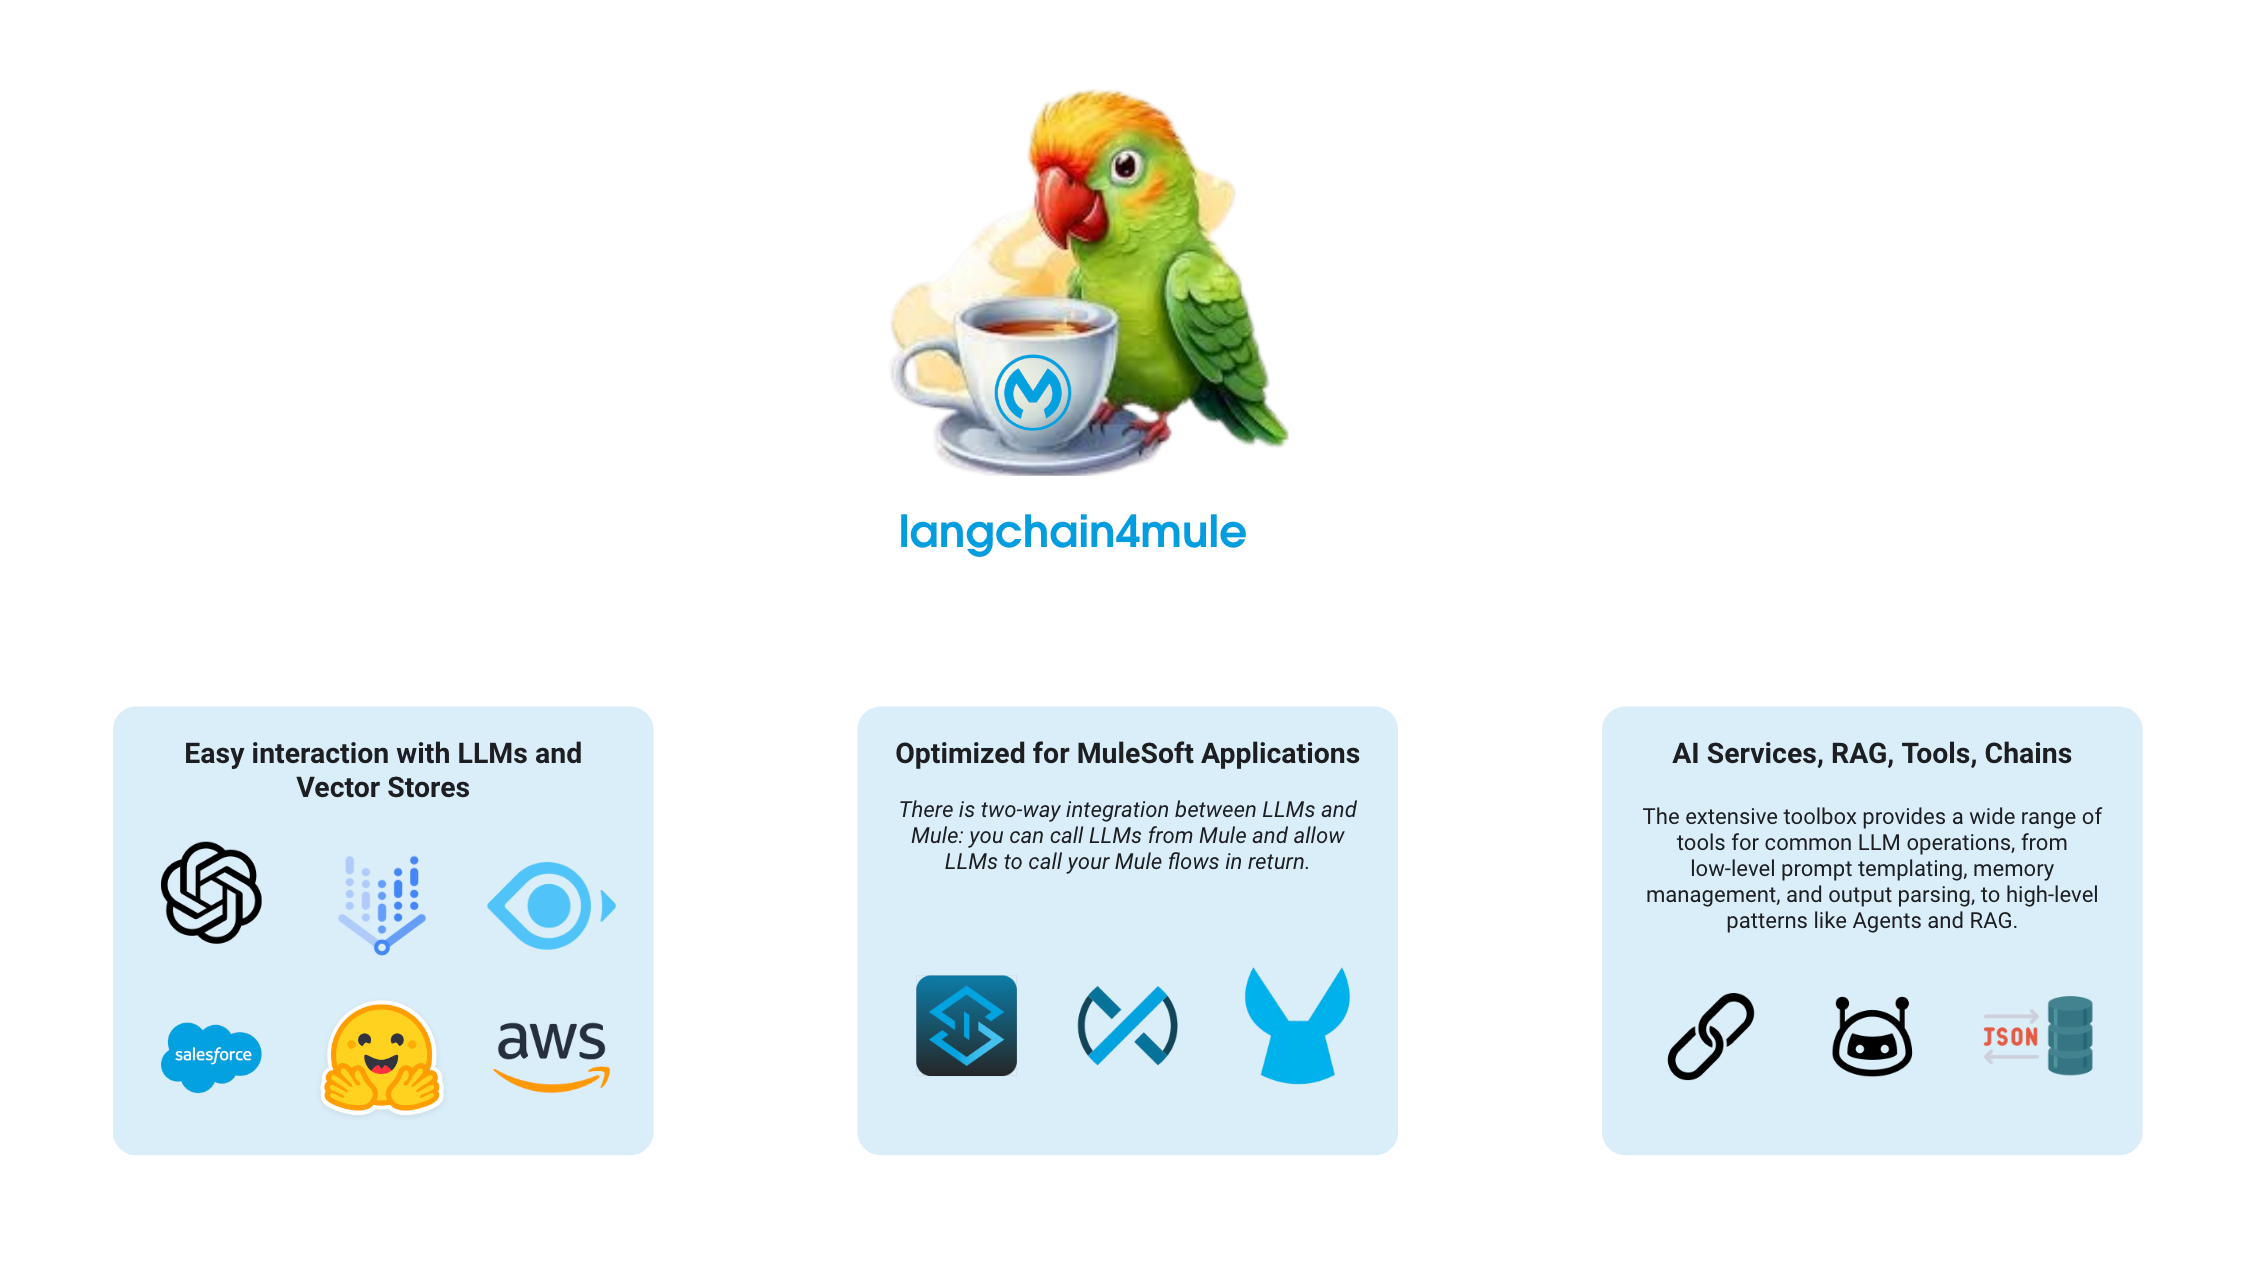 langchain4mule
Easy interaction with LLMs and
Vector Stores
salesforce
aws
Optimized for MuleSoft Applications
There is two-way integration between LLMs and
Mule: you can call LLMs from Mule and allow
LLMs to call your Mule flows in return.
AI Services, RAG, Tools, Chains
The extensive toolbox provides a wide range of
tools for common LLM operations, from
low-level prompt templating, memory
management, and output parsing, to high-level
patterns like Agents and RAG.
JSON